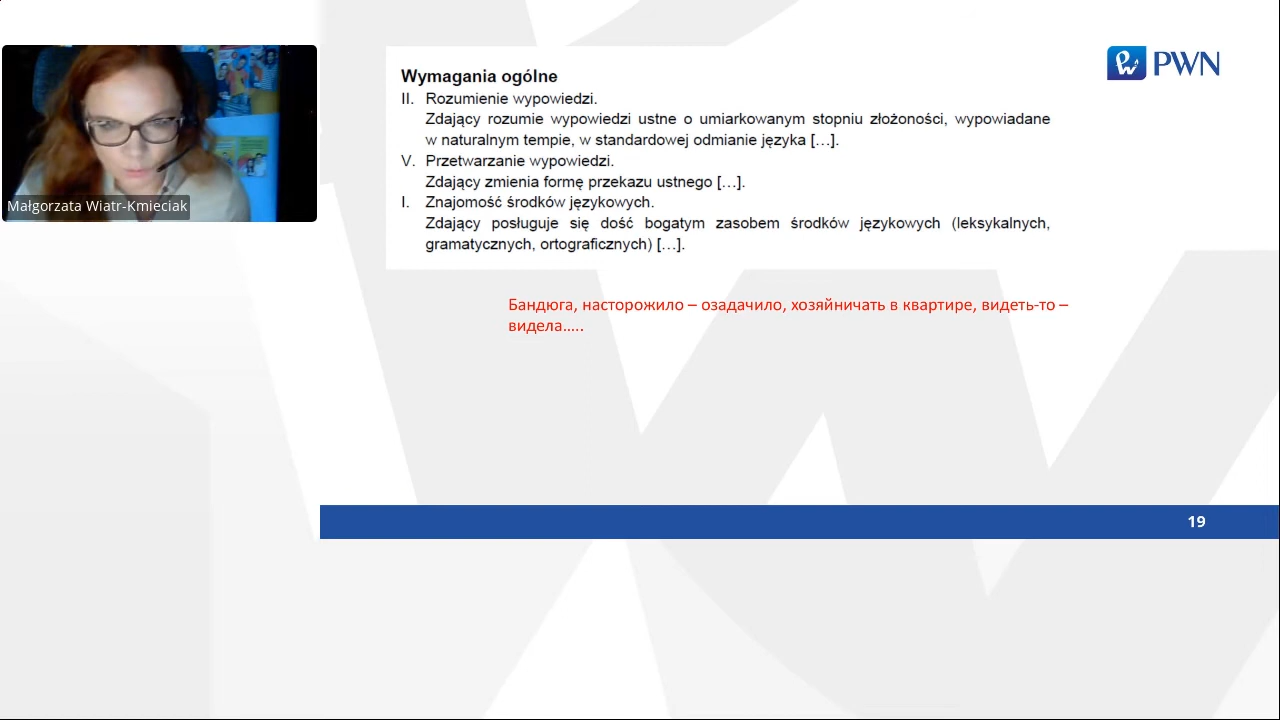 Małgorzata Wiatr-Kmieciak
PWN
Wymagania ogólne
II. Rozumienie wypowiedzi.
Zdający rozumie wypowiedzi ustne o umiarkowanym stopniu złożoności, wypowiadane
w naturalnym tempie, w standardowej odmianie języka […].
V. Przetwarzanie wypowiedzi.
Zdający zmienia formę przekazu ustnego […].
I. Znajomość środków językowych.
Zdający posługuje się dość bogatym zasobem środków językowych (leksykalnych,
gramatycznych, ortograficznych) […].
Бандюга, насторожило – озадачило, хозяйничать в квартире, видеть-то –
видела…..
19